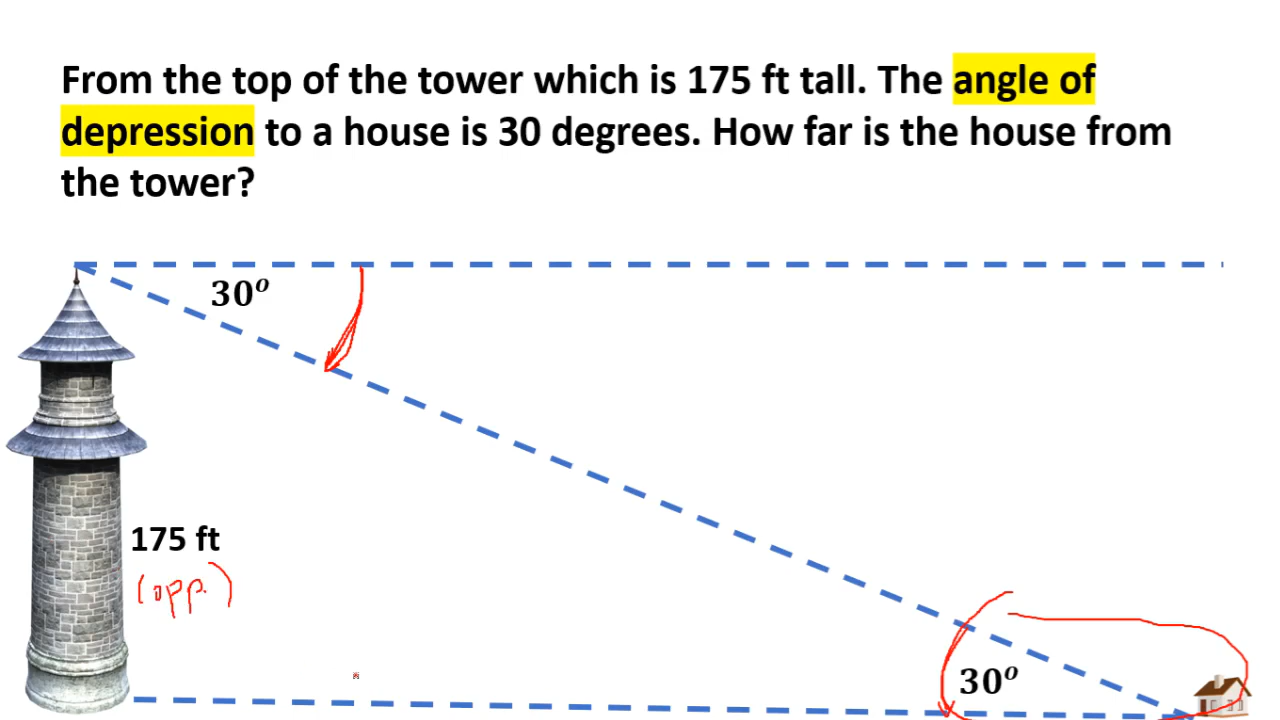 From the top of the tower which is 175 ft tall. The angle of
depression to a house is 30 degrees. How far is the house from
the tower?
30°
175 ft
(opp.)
30°